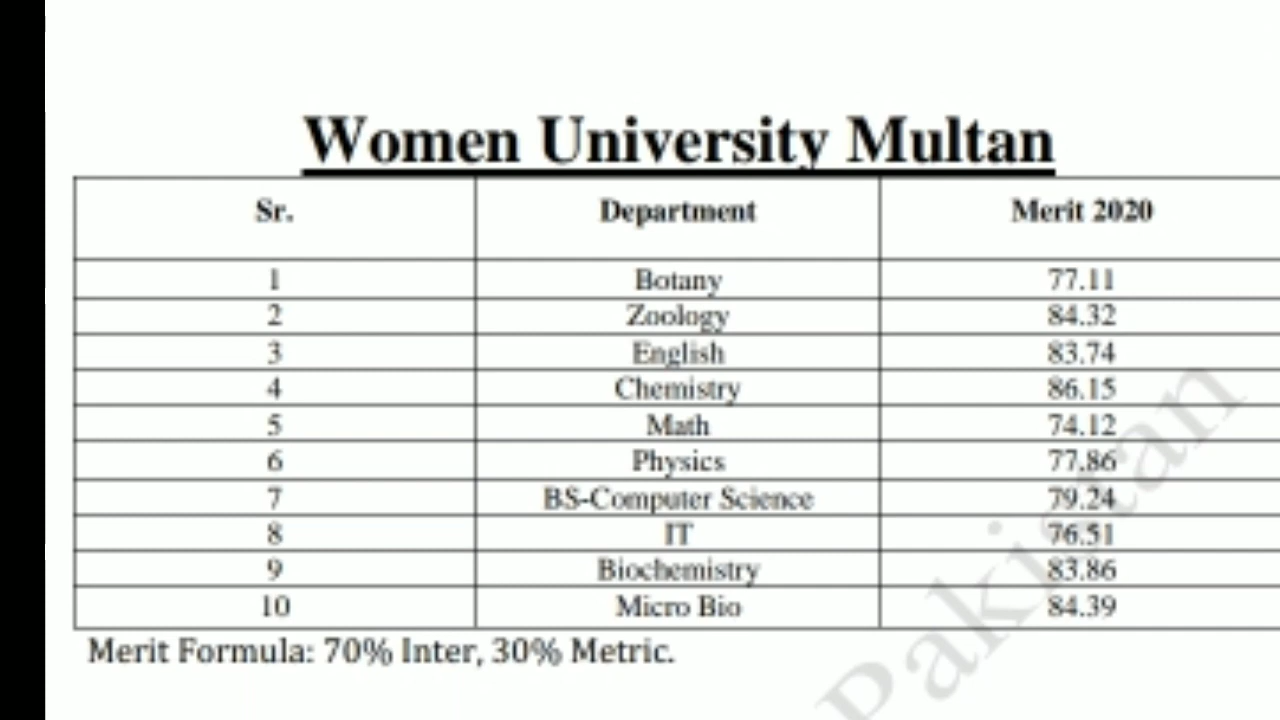 Women University Multan
Sr. Department Merit 2020
1 Botany 77.11
2 Zoology 84.32
3 English 83.74
4 Chemistry 86.15
5 Math 74.12
6 Physics 77.86
7 BS-Computer Science 79.24
8 IT 76.51
9 Biochemistry 83.86
10 Micro Bio 84.39
Merit Formula: 70% Inter, 30% Metric.
Pakistan